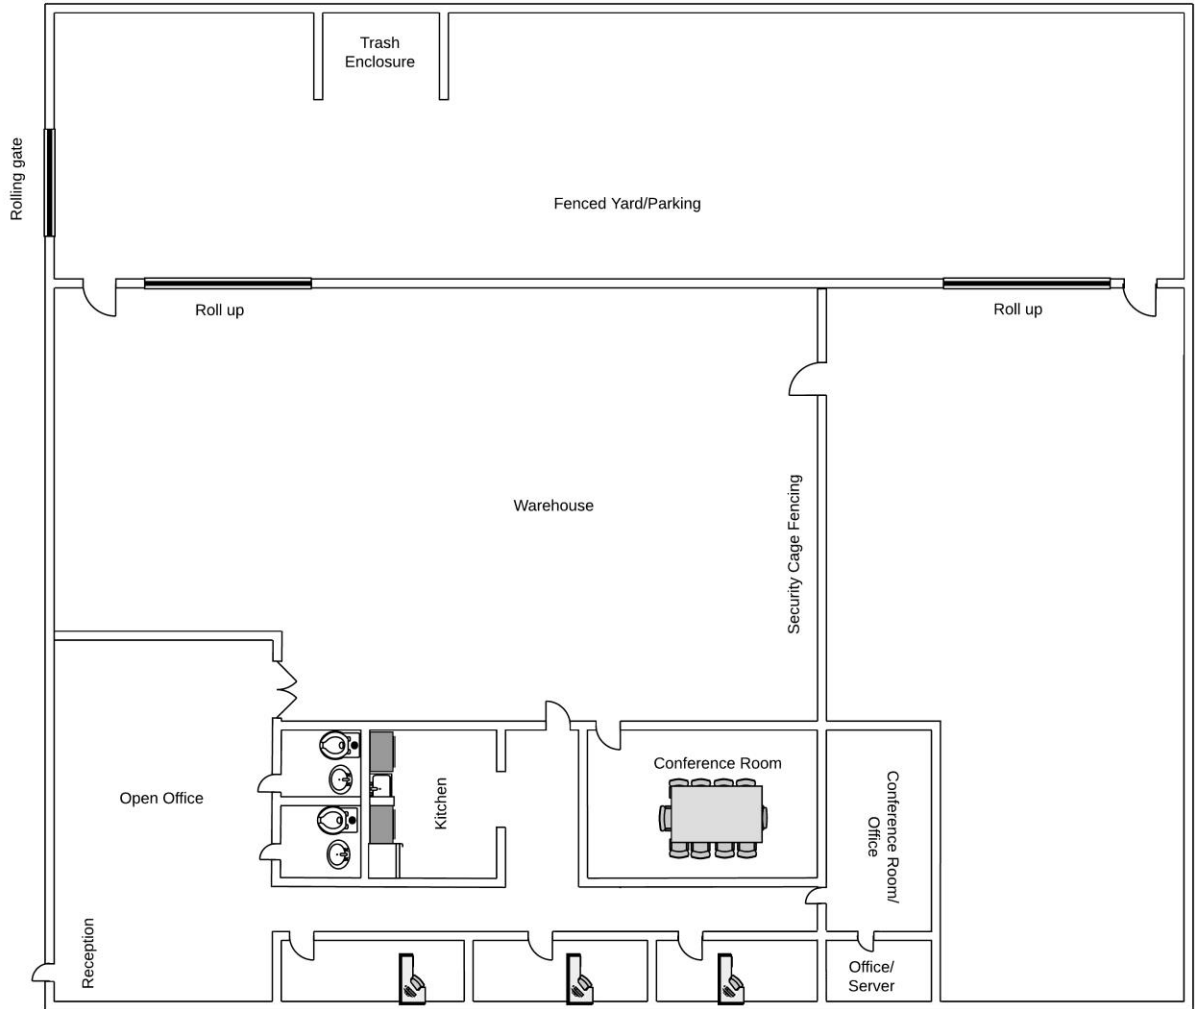 Trash
Enclosure
Rolling gate
Fenced Yard/Parking
Roll up
Roll up
Warehouse
Security Cage Fencing
Open Office
Kitchen
Conference Room
Conference Room/
Office
Reception
Office/
Server